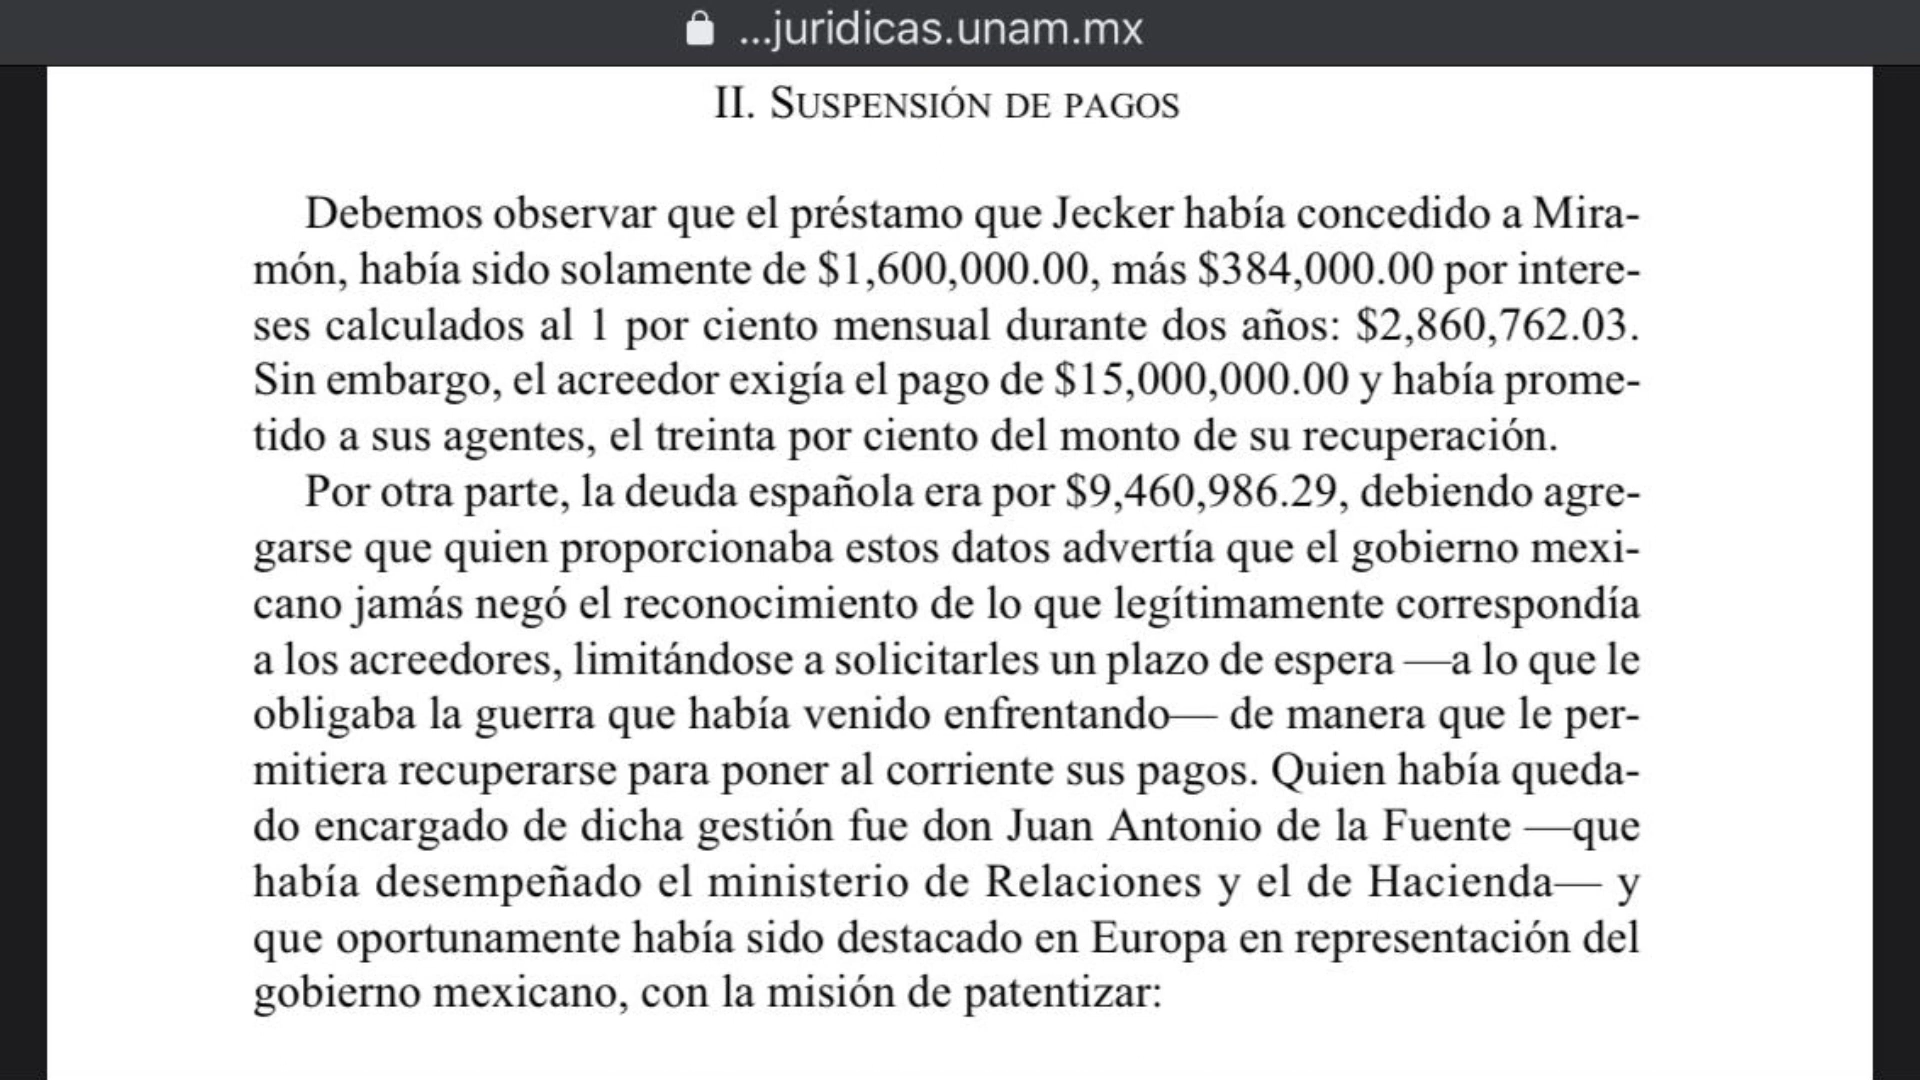 ...juridicas.unam.mx
II. SUSPENSIÓN DE PAGOS
Debemos observar que el préstamo que Jecker había concedido a Mira-
món, había sido solamente de $1,600,000.00, más $384,000.00 por intere-
ses calculados al 1 por ciento mensual durante dos años: $2,860,762.03.
Sin embargo, el acreedor exigía el pago de $15,000,000.00 y había prome-
tido a sus agentes, el treinta por ciento del monto de su recuperación.
Por otra parte, la deuda española era por $9,460,986.29, debiendo agre-
garse que quien proporcionaba estos datos advertía que el gobierno mexi-
cano jamás negó el reconocimiento de lo que legítimamente correspondía
a los acreedores, limitándose a solicitarles un plazo de espera —a lo que le
obligaba la guerra que había venido enfrentando— de manera que le per-
mitiera recuperarse para poner al corriente sus pagos. Quien había queda-
do encargado de dicha gestión fue don Juan Antonio de la Fuente —que
había desempeñado el ministerio de Relaciones y el de Hacienda— y
que oportunamente había sido destacado en Europa en representación del
gobierno mexicano, con la misión de patentizar: